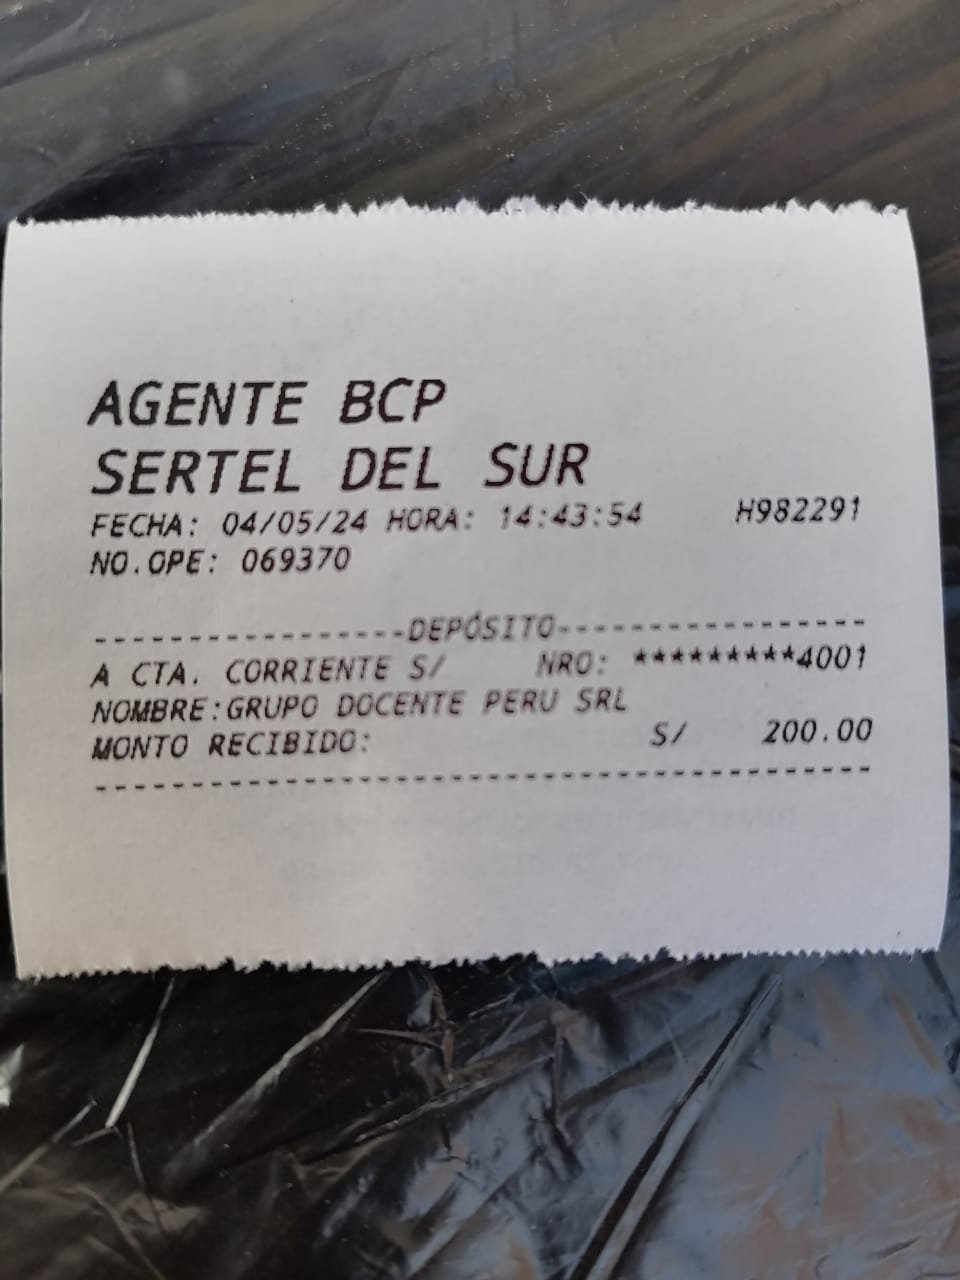 AGENTE BCP
SERTEL DEL SUR
FECHA: 04/05/24 HORA: 14:43:54 H982291
NO.OPE: 069370
-----------------DEPÓSITO-----------------
A CTA. CORRIENTE S/ NRO: *********4001
NOMBRE:GRUPO DOCENTE PERU SRL
MONTO RECIBIDO: S/ 200.00
------------------------------------------